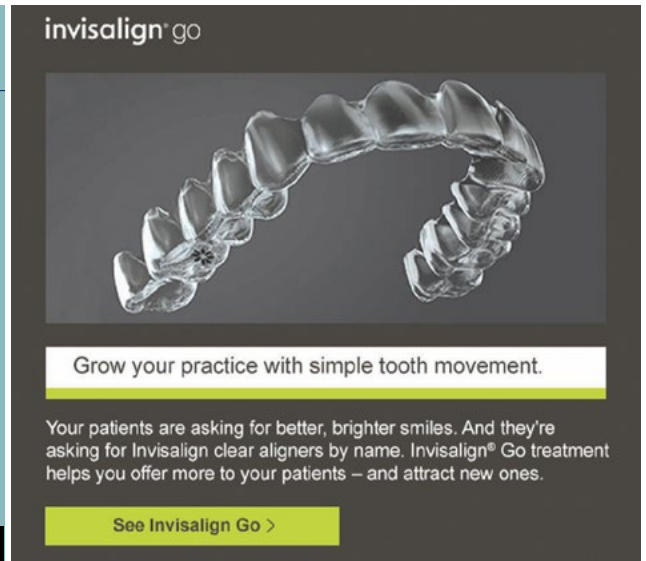 invisalign® go
Grow your practice with simple tooth movement.
Your patients are asking for better, brighter smiles. And they're
asking for Invisalign clear aligners by name. Invisalign® Go treatment
helps you offer more to your patients – and attract new ones.
See Invisalign Go >